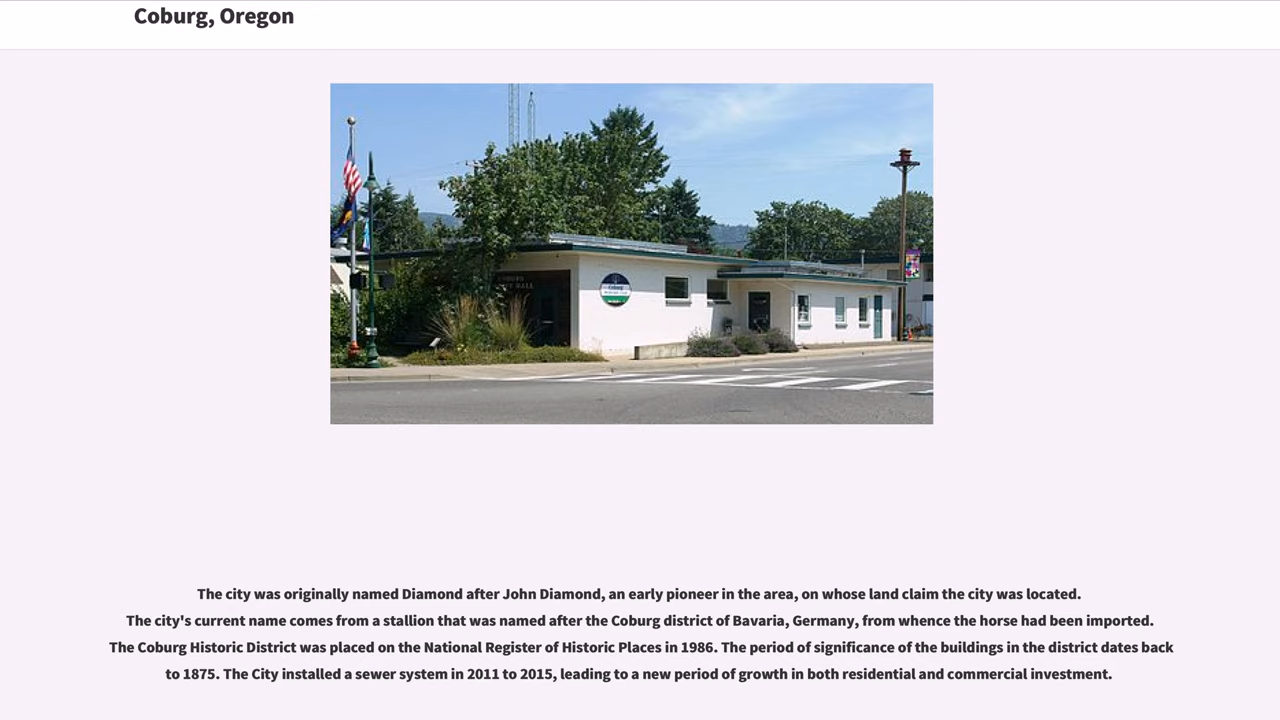 Coburg, Oregon
COBURG
CITY HALL
Coburg
The city was originally named Diamond after John Diamond, an early pioneer in the area, on whose land claim the city was located.
The city's current name comes from a stallion that was named after the Coburg district of Bavaria, Germany, from whence the horse had been imported.
The Coburg Historic District was placed on the National Register of Historic Places in 1986. The period of significance of the buildings in the district dates back
to 1875. The City installed a sewer system in 2011 to 2015, leading to a new period of growth in both residential and commercial investment.